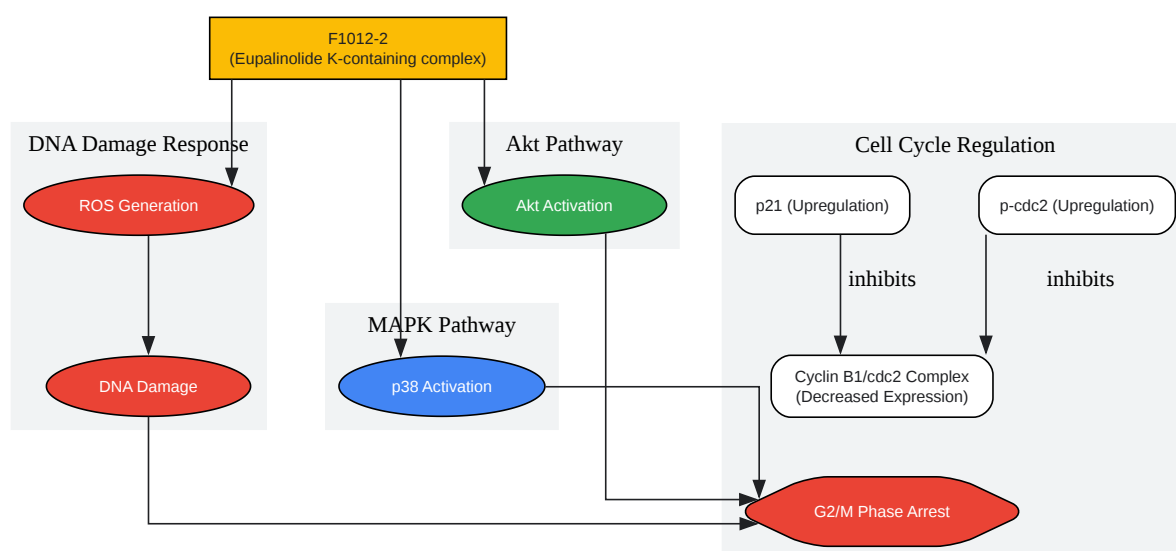 F1012-2
(Eupalinolide K-containing complex)
DNA Damage Response
Akt Pathway
Cell Cycle Regulation
ROS Generation
Akt Activation
p21 (Upregulation)
p-cdc2 (Upregulation)
inhibits
inhibits
MAPK Pathway
DNA Damage
p38 Activation
Cyclin B1/cdc2 Complex
(Decreased Expression)
G2/M Phase Arrest